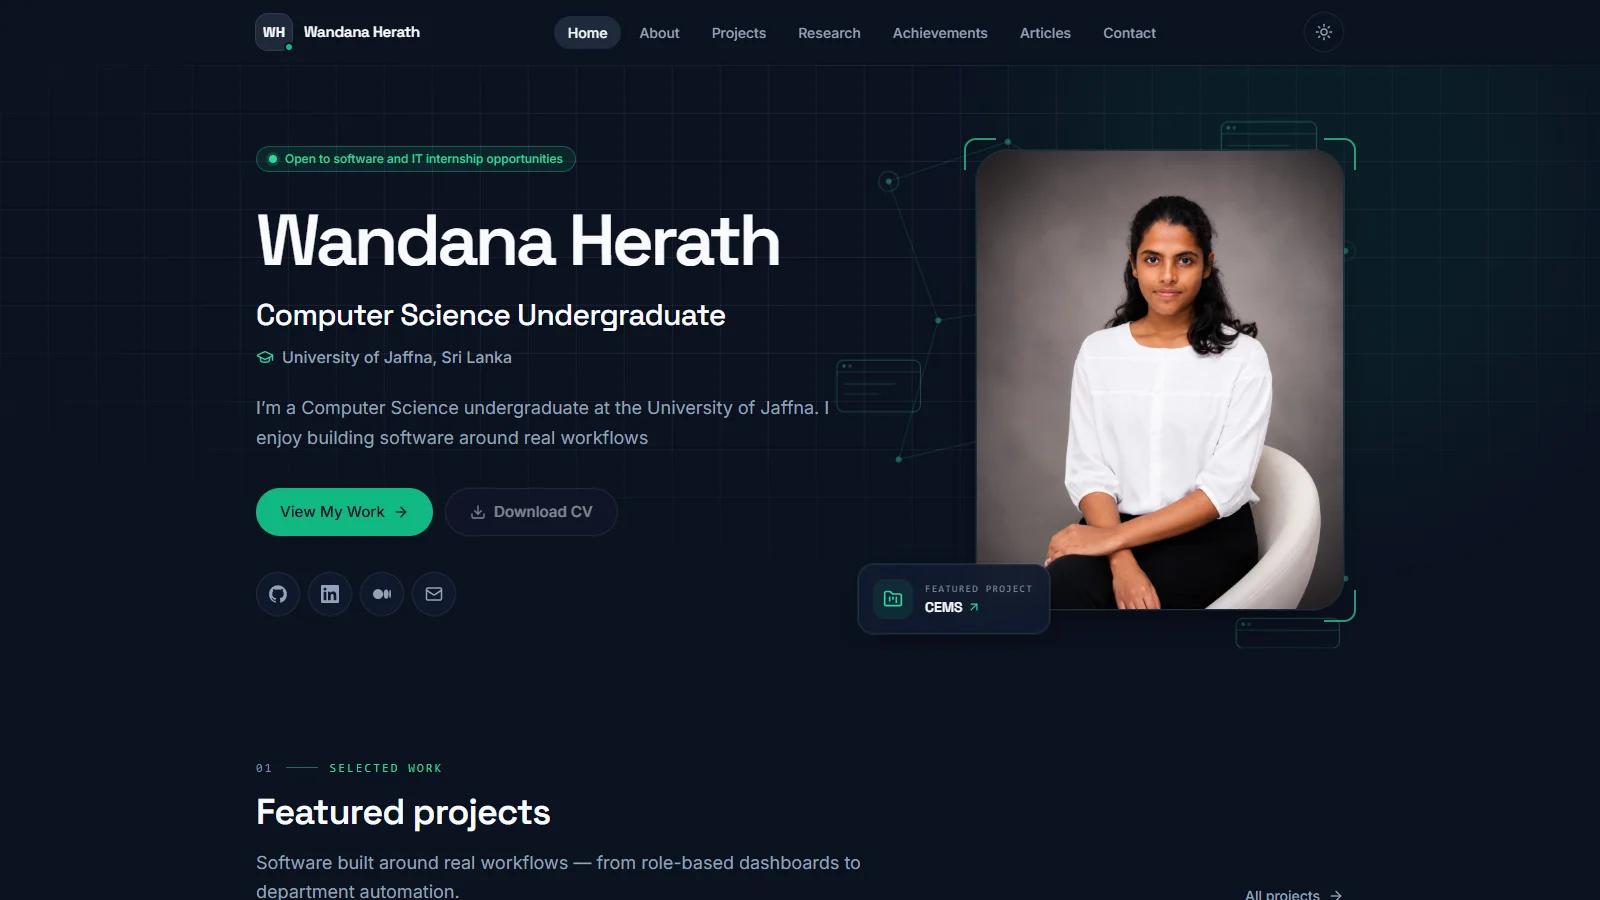 WH
Wandana Herath
Home
About
Projects
Research
Achievements
Articles
Contact
Open to software and IT internship opportunities
Wandana Herath
Computer Science Undergraduate
University of Jaffna, Sri Lanka
I’m a Computer Science undergraduate at the University of Jaffna. I
enjoy building software around real workflows
View My Work
Download CV
FEATURED PROJECT
CEMS
01
SELECTED WORK
Featured projects
Software built around real workflows — from role-based dashboards to
department automation.
All projects